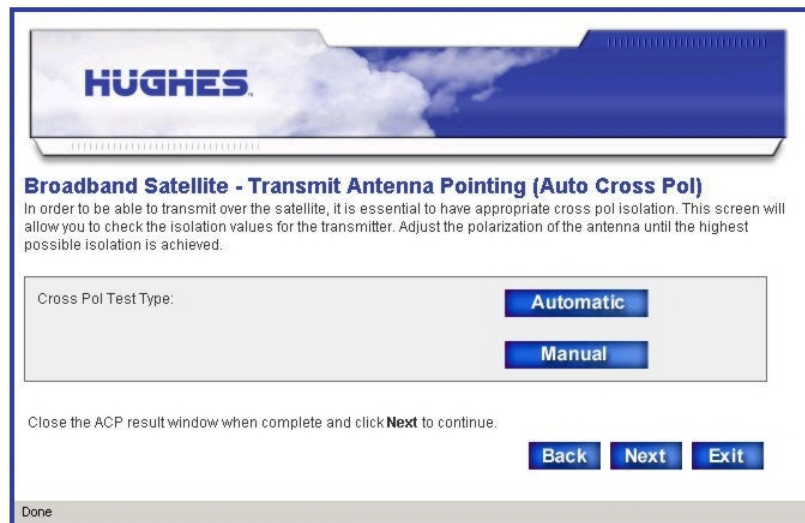 HUGHES
Broadband Satellite - Transmit Antenna Pointing (Auto Cross Pol)
In order to be able to transmit over the satellite, it is essential to have appropriate cross pol isolation. This screen will
allow you to check the isolation values for the transmitter. Adjust the polarization of the antenna until the highest
possible isolation is achieved.
Cross Pol Test Type:
Automatic
Manual
Close the ACP result window when complete and click Next to continue.
Back Next Exit
Done